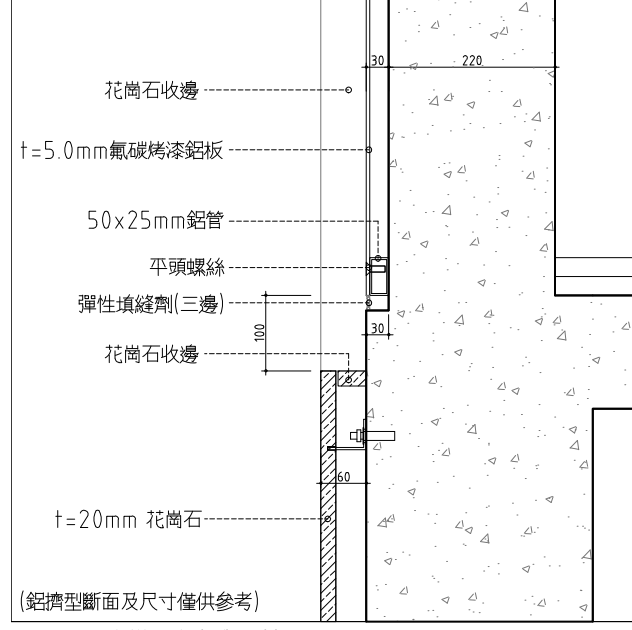 30
220
花崗石收邊
t=5.0mm氟碳烤漆鋁板
50x25mm鋁管
平頭螺絲
彈性填縫劑(三邊)
100
30
花崗石收邊
60
t=20mm 花崗石
(鋁擠型斷面及尺寸僅供參考)